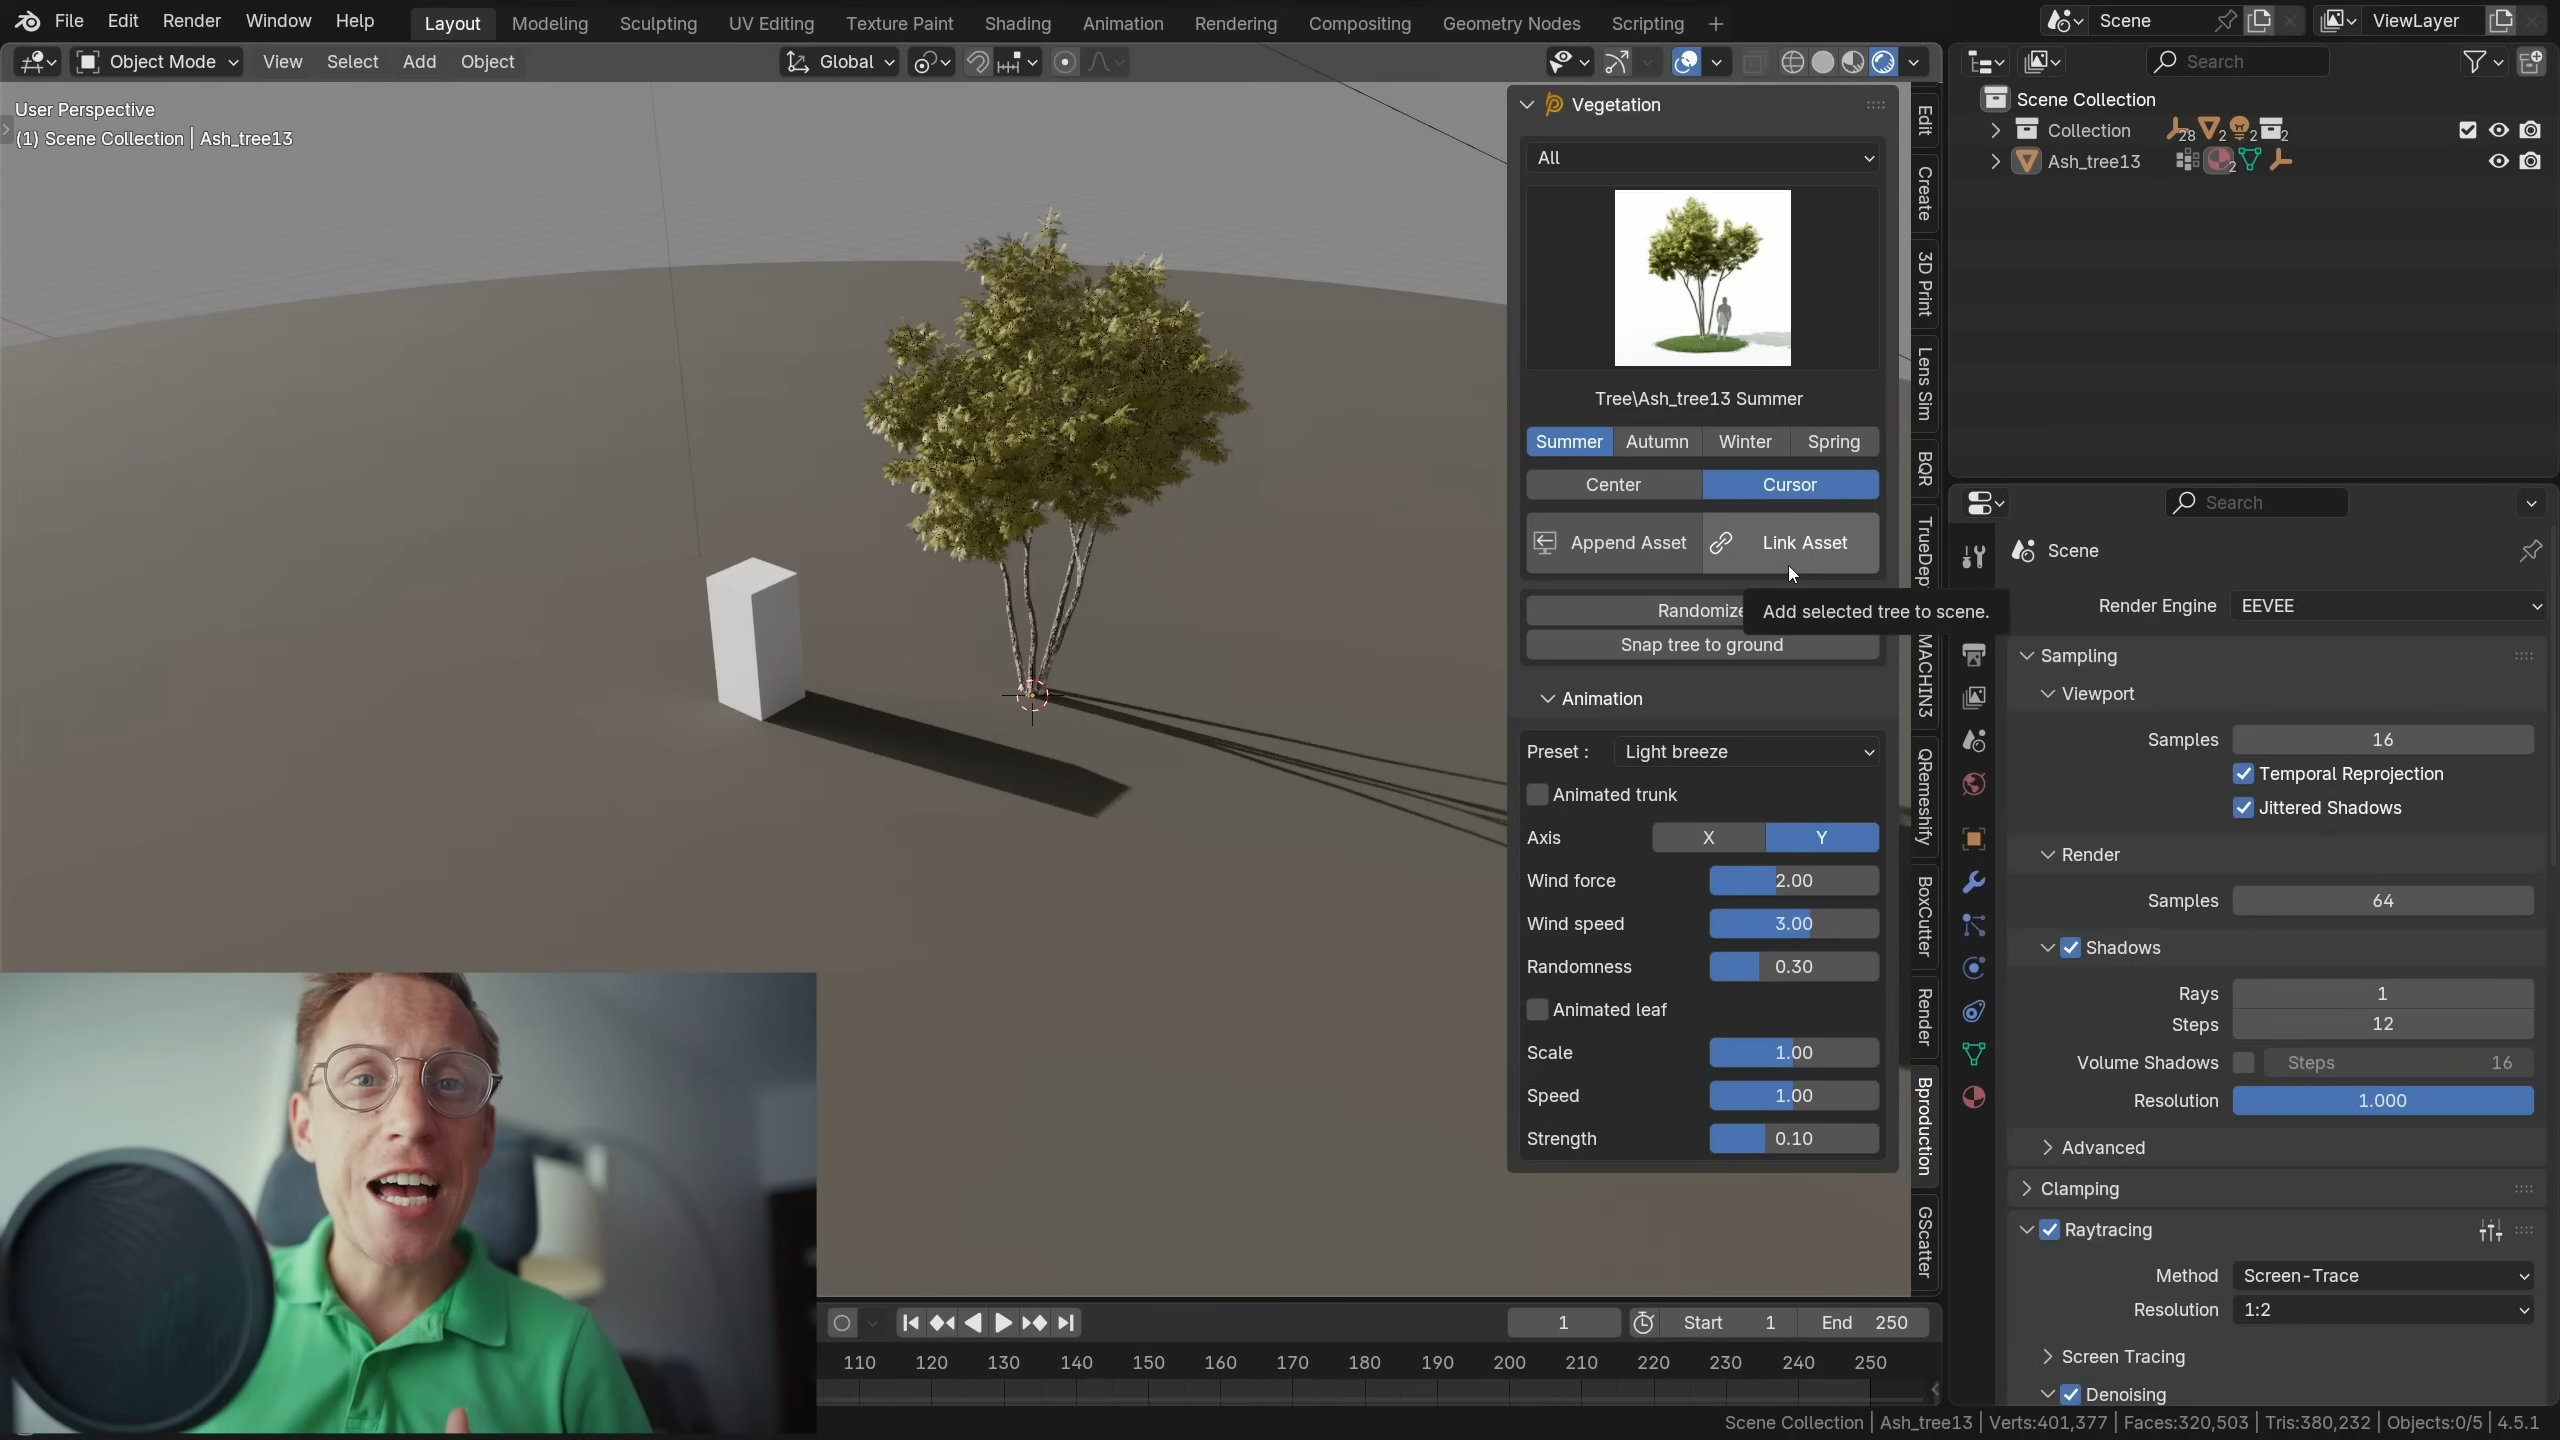 File Edit Render Window Help Layout Modeling Sculpting UV Editing Texture Paint Shading Animation Rendering Compositing Geometry Nodes Scripting + Scene ViewLayer
Object Mode View Select Add Object Global Search
User Perspective
(1) Scene Collection | Ash_tree13
Vegetation
All
Tree\Ash_tree13 Summer
Summer Autumn Winter Spring
Center Cursor
Append Asset Link Asset
Randomize
Add selected tree to scene.
Snap tree to ground
Animation
Preset : Light breeze
Animated trunk
Axis X Y
Wind force 2.00
Wind speed 3.00
Randomness 0.30
Animated leaf
Scale 1.00
Speed 1.00
Strength 0.10
Edit
Create
3D Print
Lens Sim
BQR
TrueDep
MACHIN3
QRemeshify
BoxCutter
Render
Bproduction
GScatter
Scene Collection
Collection 28 2 2 2
Ash_tree13 2
Search
Scene
Render Engine EEVEE
Sampling
Viewport
Samples 16
Temporal Reprojection
Jittered Shadows
Render
Samples 64
Shadows
Rays 1
Steps 12
Volume Shadows Steps 16
Resolution 1.000
Advanced
Clamping
Raytracing
Method Screen-Trace
Resolution 1:2
Screen Tracing
Denoising
1 Start 1 End 250
110 120 130 140 150 160 170 180 190 200 210 220 230 240 250
Scene Collection | Ash_tree13 | Verts:401,377 | Faces:320,503 | Tris:380,232 | Objects:0/5 | 4.5.1